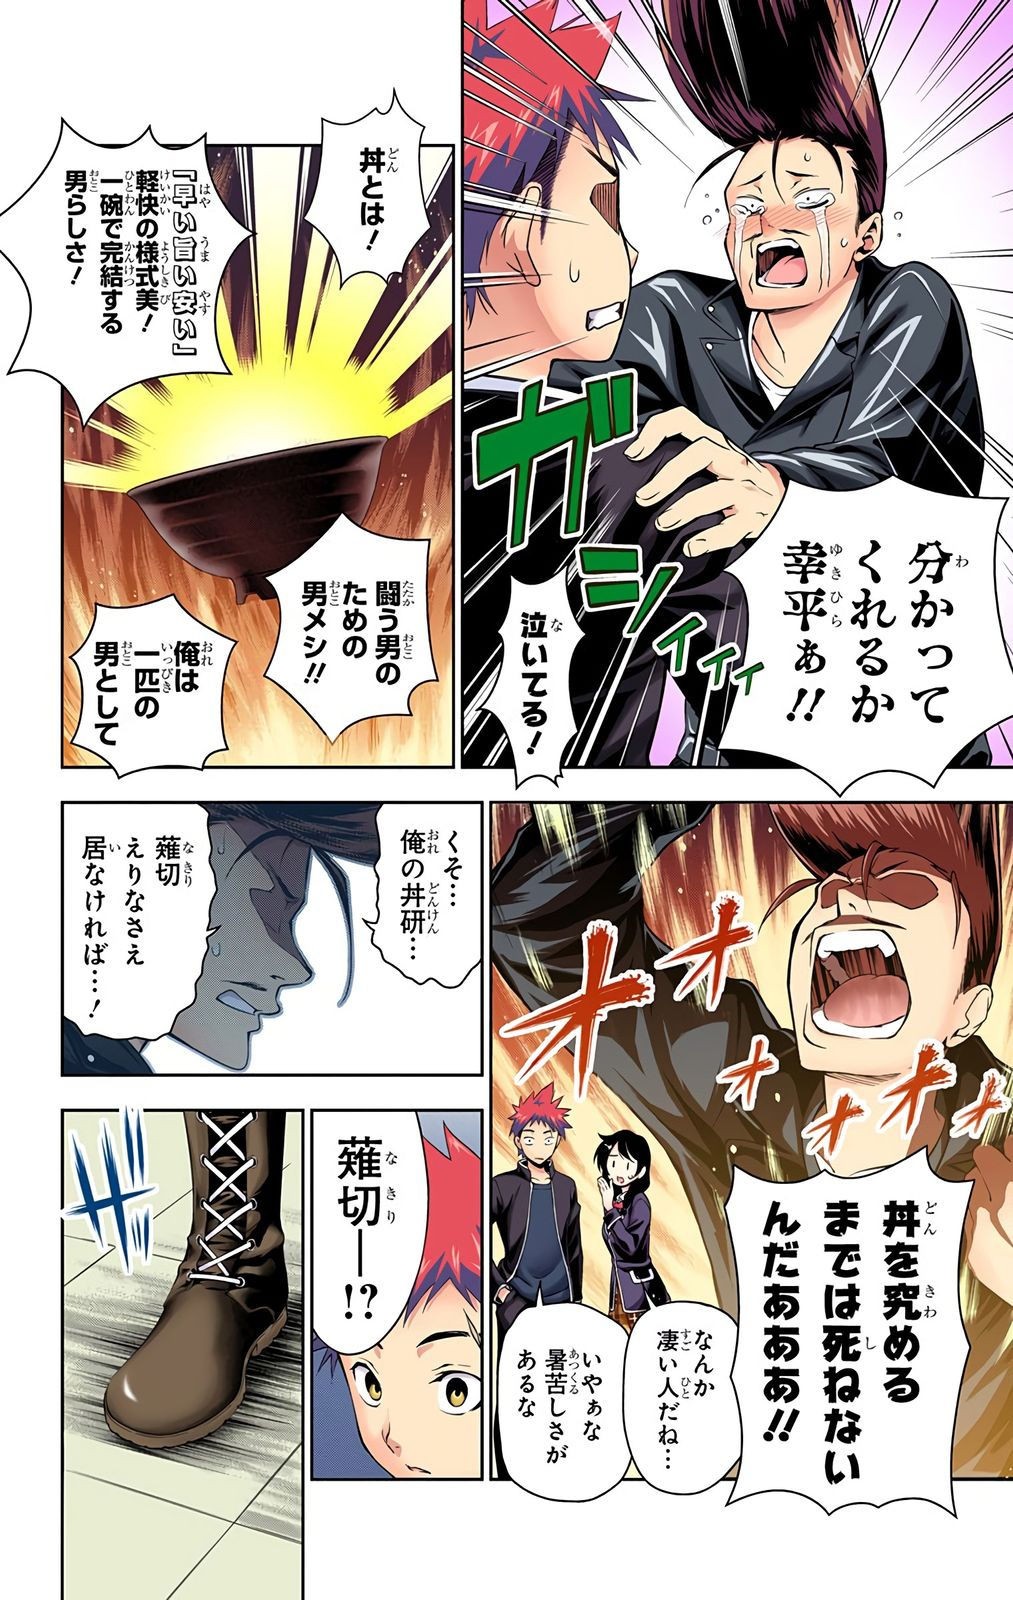 分かって
くれるか
幸平ぁ!!
ガシィィィ
泣いてる!
丼とは!
『早い旨い安い』
軽快の様式美!
一碗で完結する
男らしさ!
闘う男の
ための
男メシ!!
俺は
一匹の
男として
オオオオオ
丼を究める
までは死ねない
んだあああ!!
なんか
凄い人だね…
いやぁな
暑苦しさが
あるな
くそ…
俺の丼研…
薙切
えりなさえ
居なければ…!
薙切ー!?
ザ